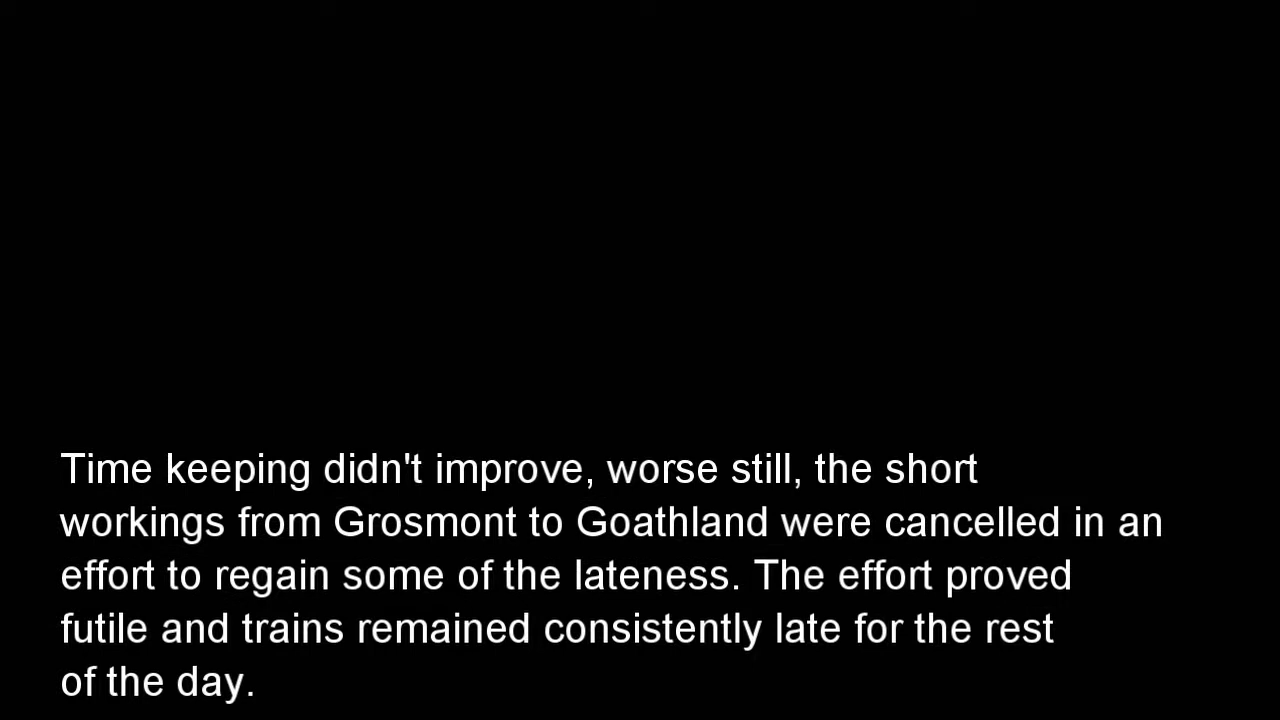 Time keeping didn't improve, worse still, the short
workings from Grosmont to Goathland were cancelled in an
effort to regain some of the lateness. The effort proved
futile and trains remained consistently late for the rest
of the day.